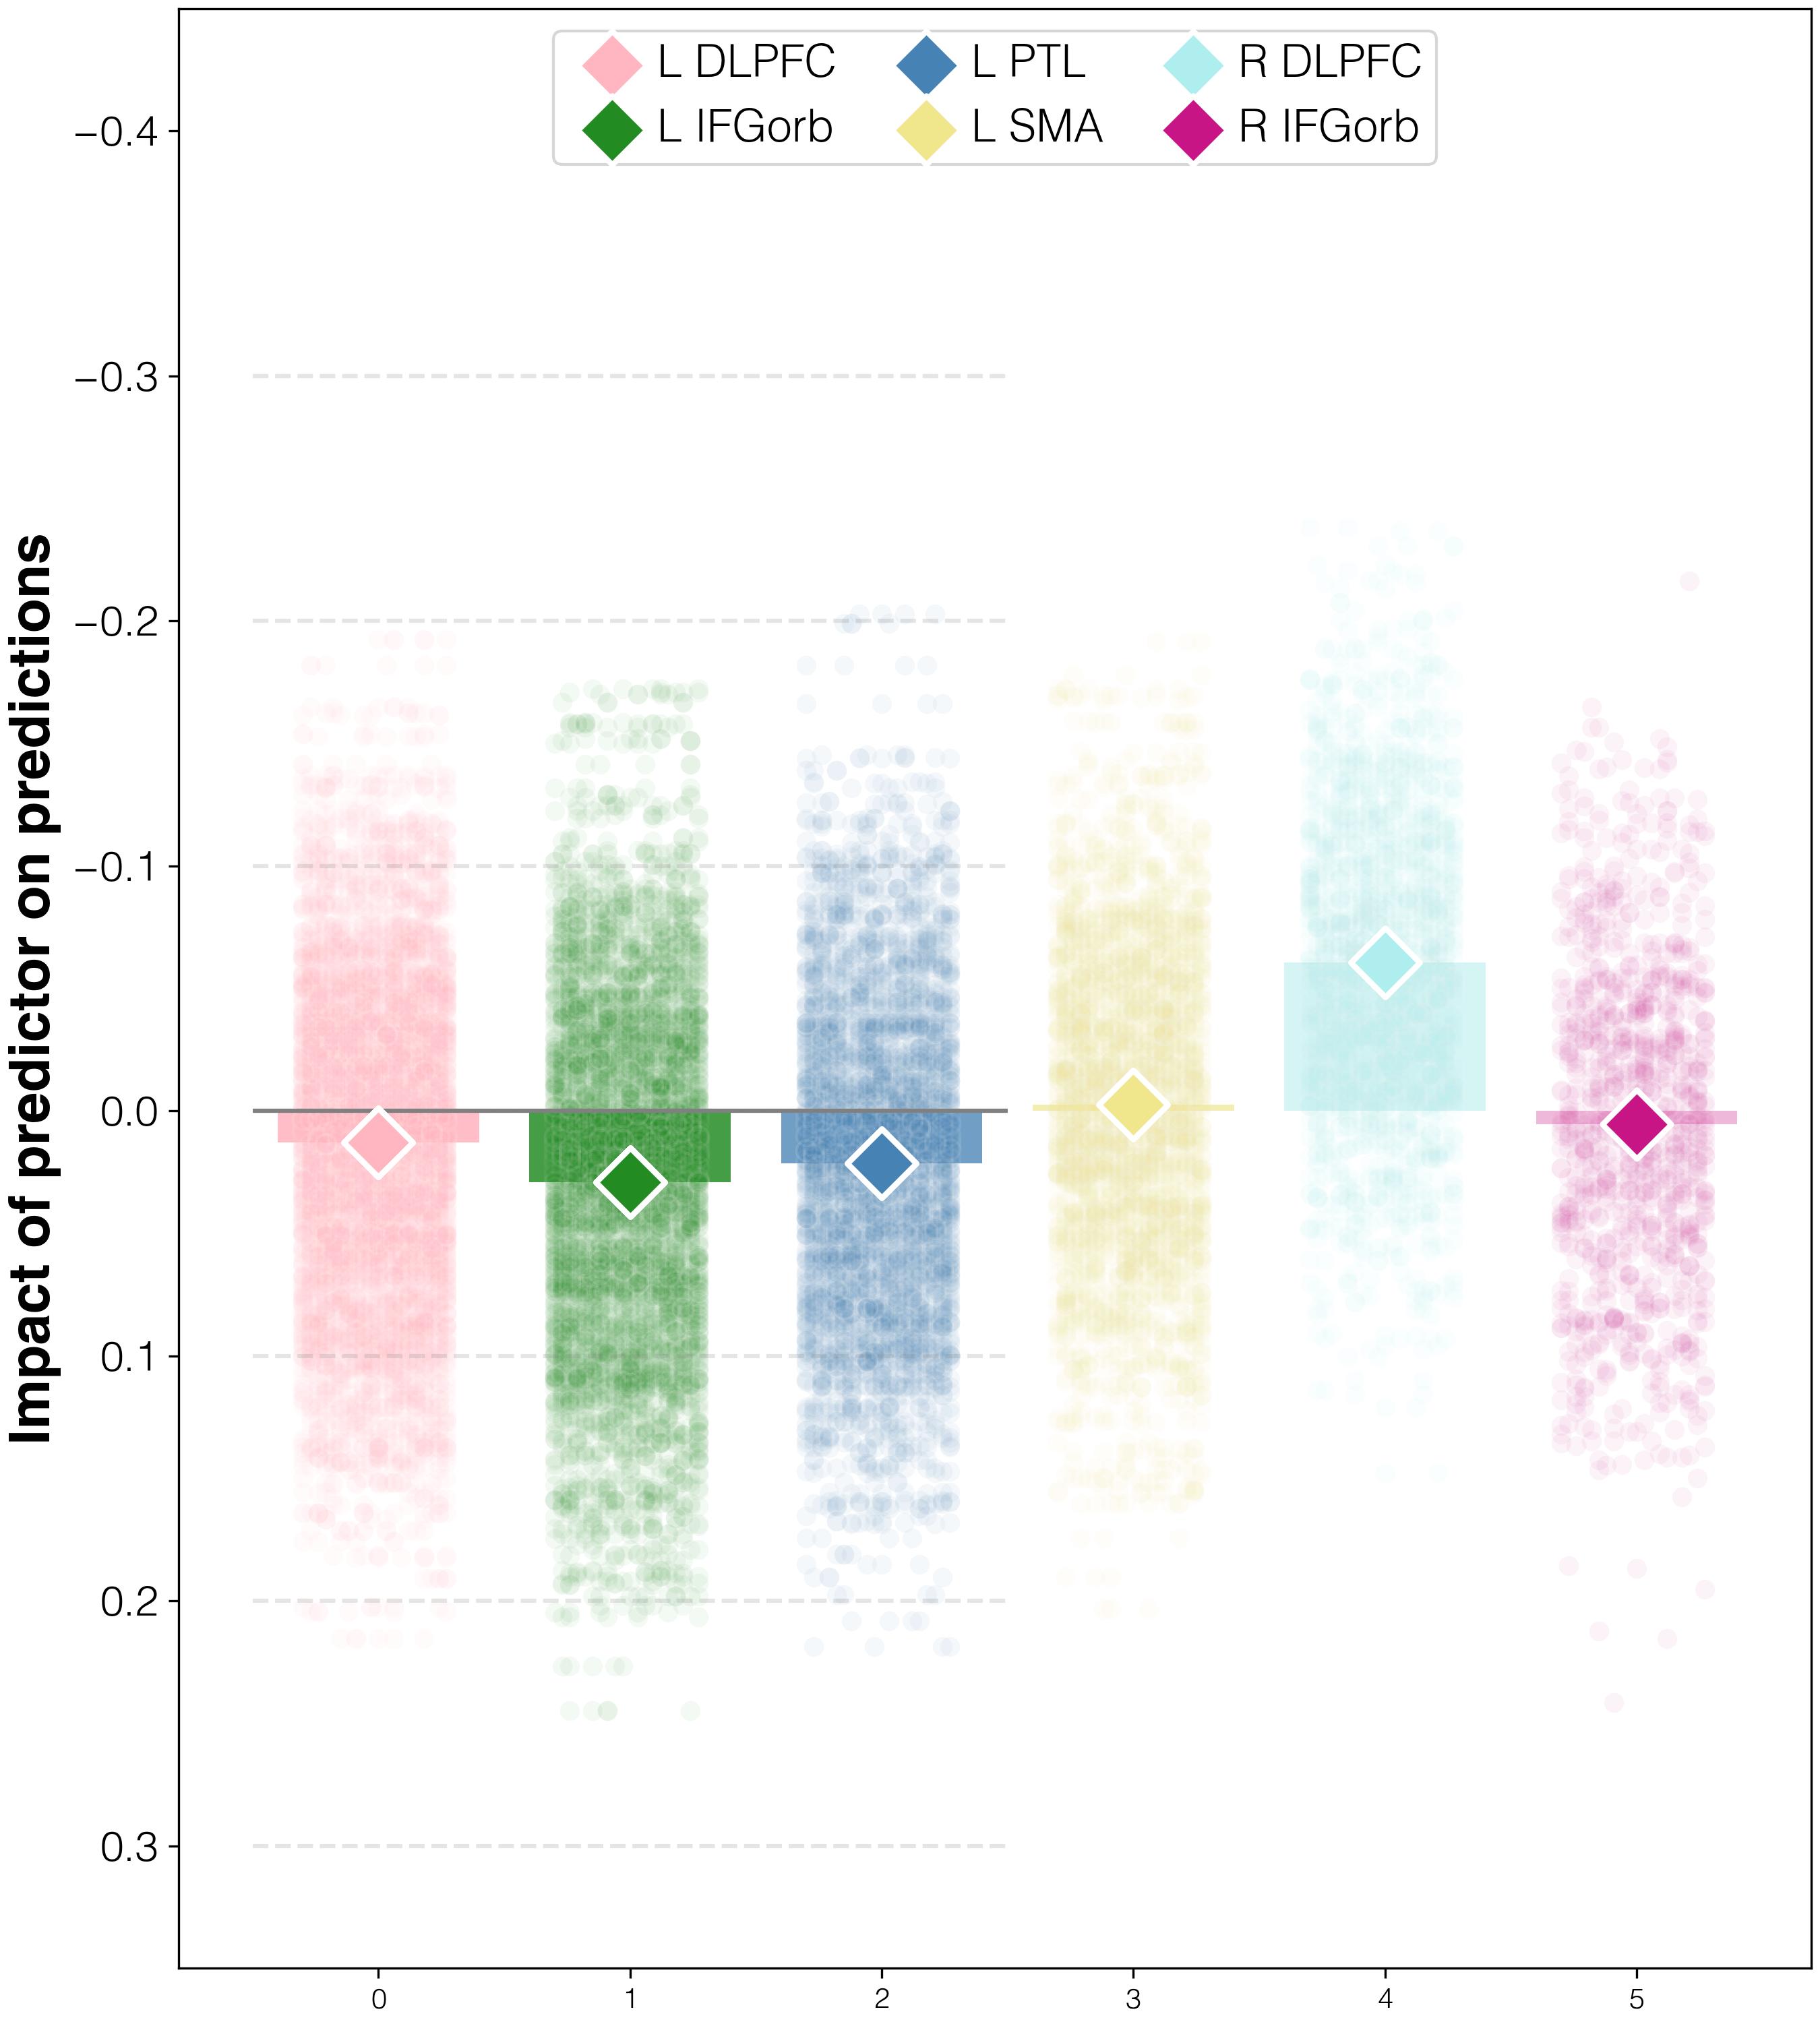 L DLPFC L PTL R DLPFC
L IFGorb L SMA R IFGorb
Impact of predictor on predictions
−0.4
−0.3
−0.2
−0.1
0.0
0.1
0.2
0.3
0 1 2 3 4 5